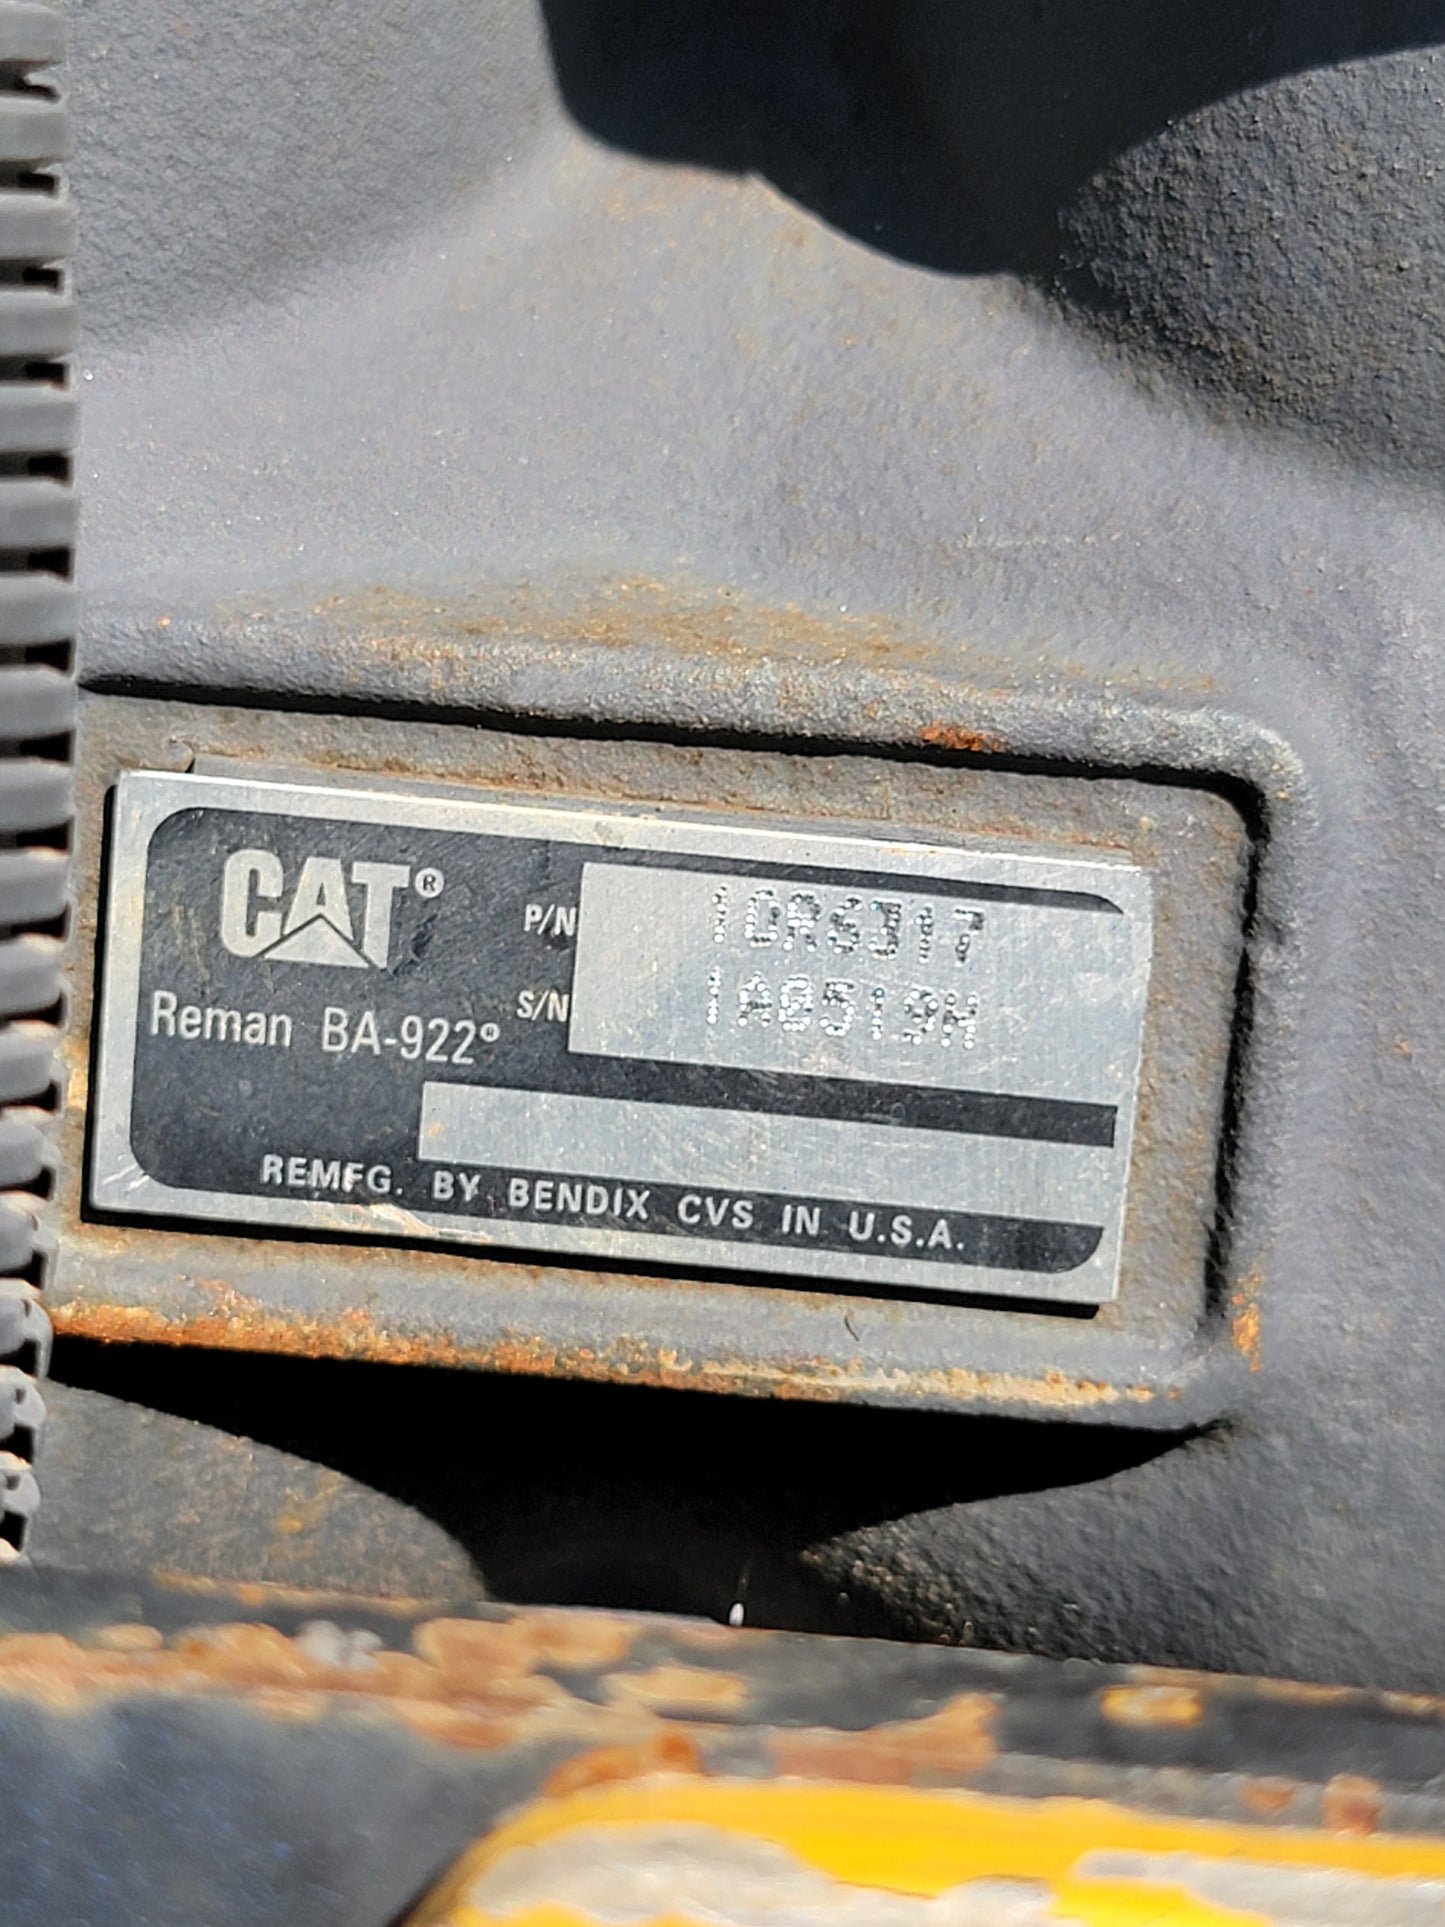 CAT®
P/N 10R6317
S/N 1A0519H
Reman BA-922®
REMFG. BY BENDIX CVS IN U.S.A.